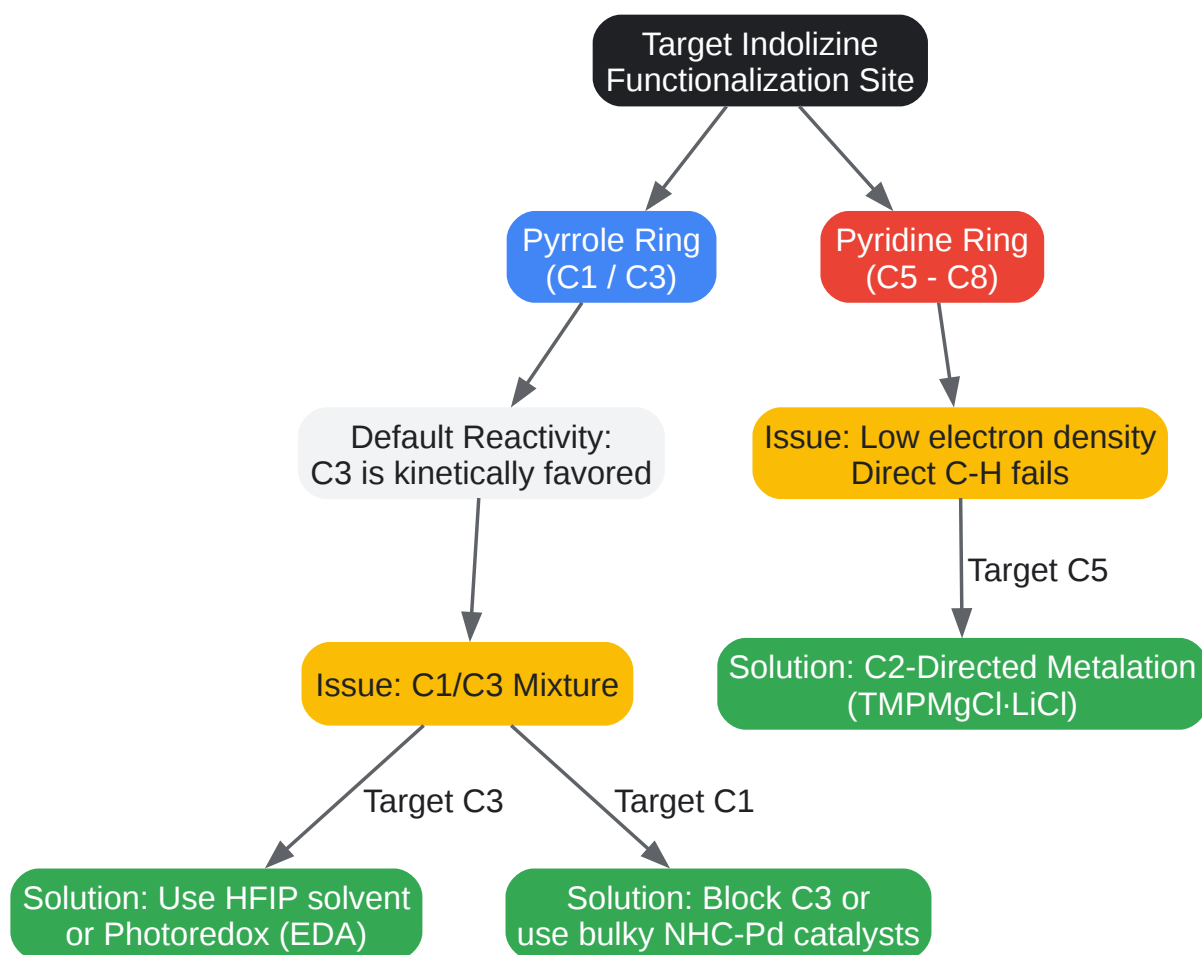 Target Indolizine
Functionalization Site
Pyrrole Ring
(C1 / C3)
Pyridine Ring
(C5 - C8)
Default Reactivity:
C3 is kinetically favored
Issue: Low electron density
Direct C-H fails
Target C5
Issue: C1/C3 Mixture
Solution: C2-Directed Metalation
(TMPMgCl·LiCl)
Target C3
Target C1
Solution: Use HFIP solvent
or Photoredox (EDA)
Solution: Block C3 or
use bulky NHC-Pd catalysts